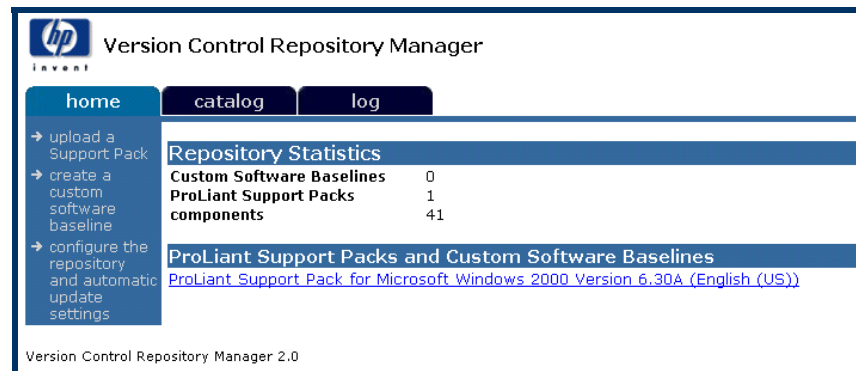 hp
invent
Version Control Repository Manager
home
catalog
log
upload a
Support Pack
create a
custom
software
baseline
configure the
repository
and automatic
update
settings
Repository Statistics
Custom Software Baselines 0
ProLiant Support Packs 1
components 41
ProLiant Support Packs and Custom Software Baselines
ProLiant Support Pack for Microsoft Windows 2000 Version 6.30A (English (US))
Version Control Repository Manager 2.0